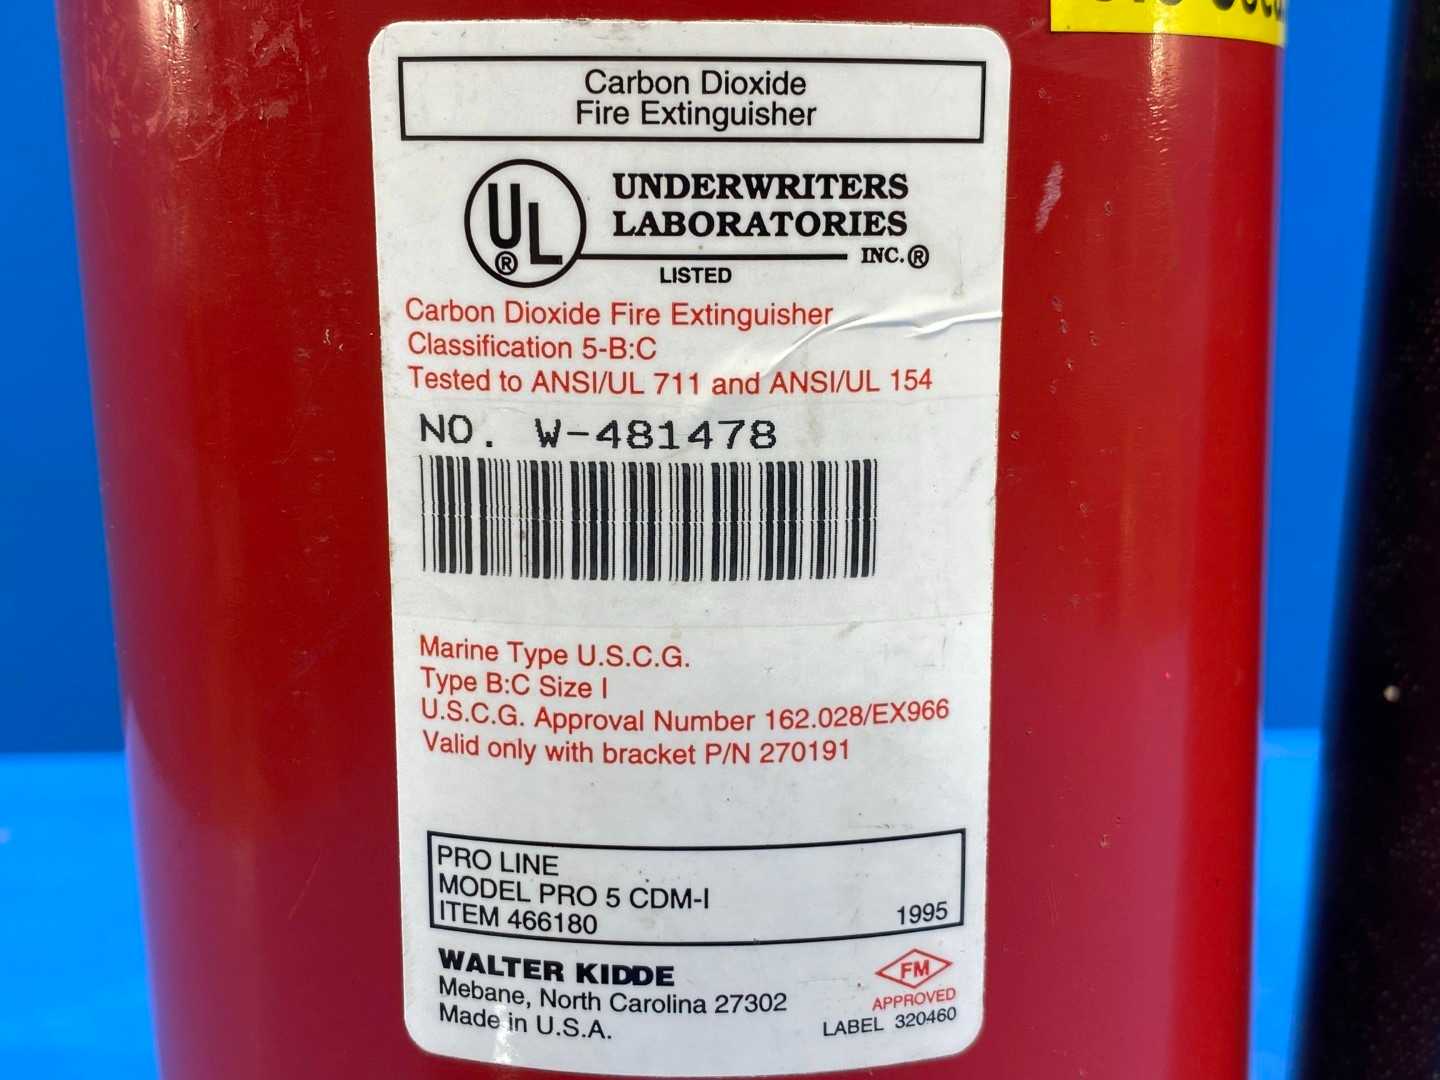 Carbon Dioxide
Fire Extinguisher
UL
®
UNDERWRITERS
LABORATORIES
INC.®
LISTED
Carbon Dioxide Fire Extinguisher
Classification 5-B:C
Tested to ANSI/UL 711 and ANSI/UL 154
NO. W-481478
Marine Type U.S.C.G.
Type B:C Size I
U.S.C.G. Approval Number 162.028/EX966
Valid only with bracket P/N 270191
PRO LINE
MODEL PRO 5 CDM-I
ITEM 466180
1995
WALTER KIDDE
Mebane, North Carolina 27302
Made in U.S.A.
FM
APPROVED
LABEL 320460